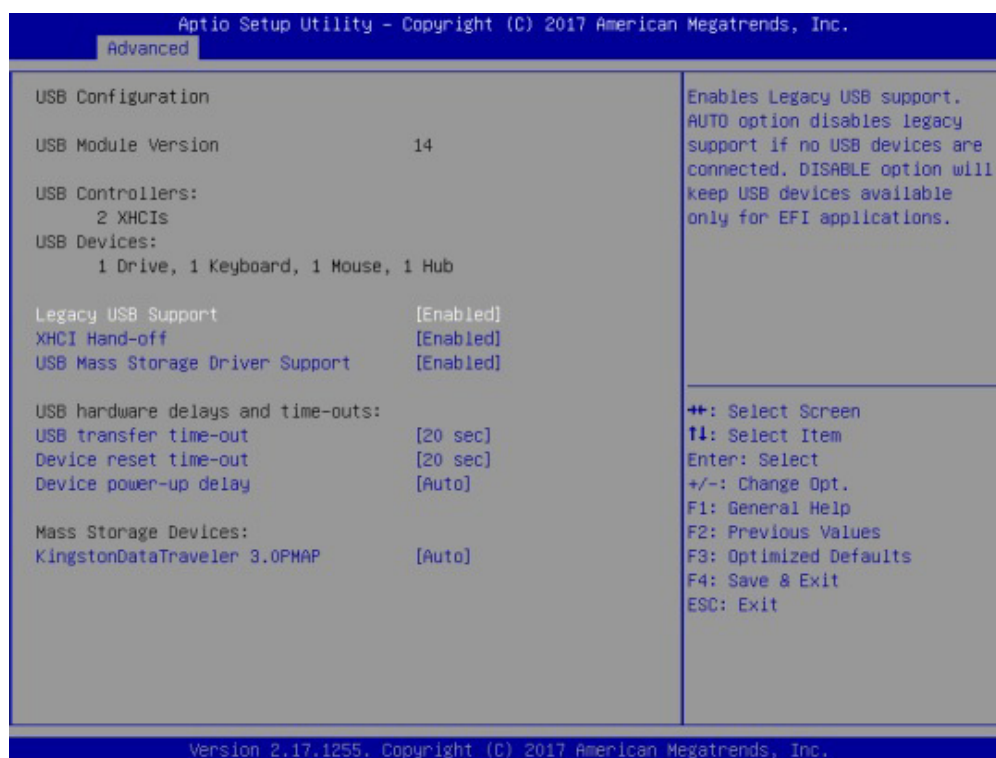 Aptio Setup Utility – Copyright (C) 2017 American Megatrends, Inc.
Advanced
USB Configuration
USB Module Version 14
USB Controllers:
2 XHCIs
USB Devices:
1 Drive, 1 Keyboard, 1 Mouse, 1 Hub
Legacy USB Support [Enabled]
XHCI Hand-off [Enabled]
USB Mass Storage Driver Support [Enabled]
USB hardware delays and time-outs:
USB transfer time-out [20 sec]
Device reset time-out [20 sec]
Device power-up delay [Auto]
Mass Storage Devices:
KingstonDataTraveler 3.0PMAP [Auto]
Enables Legacy USB support.
AUTO option disables legacy
support if no USB devices are
connected. DISABLE option will
keep USB devices available
only for EFI applications.
→←: Select Screen
↑↓: Select Item
Enter: Select
+/-: Change Opt.
F1: General Help
F2: Previous Values
F3: Optimized Defaults
F4: Save & Exit
ESC: Exit
Version 2.17.1255. Copyright (C) 2017 American Megatrends, Inc.